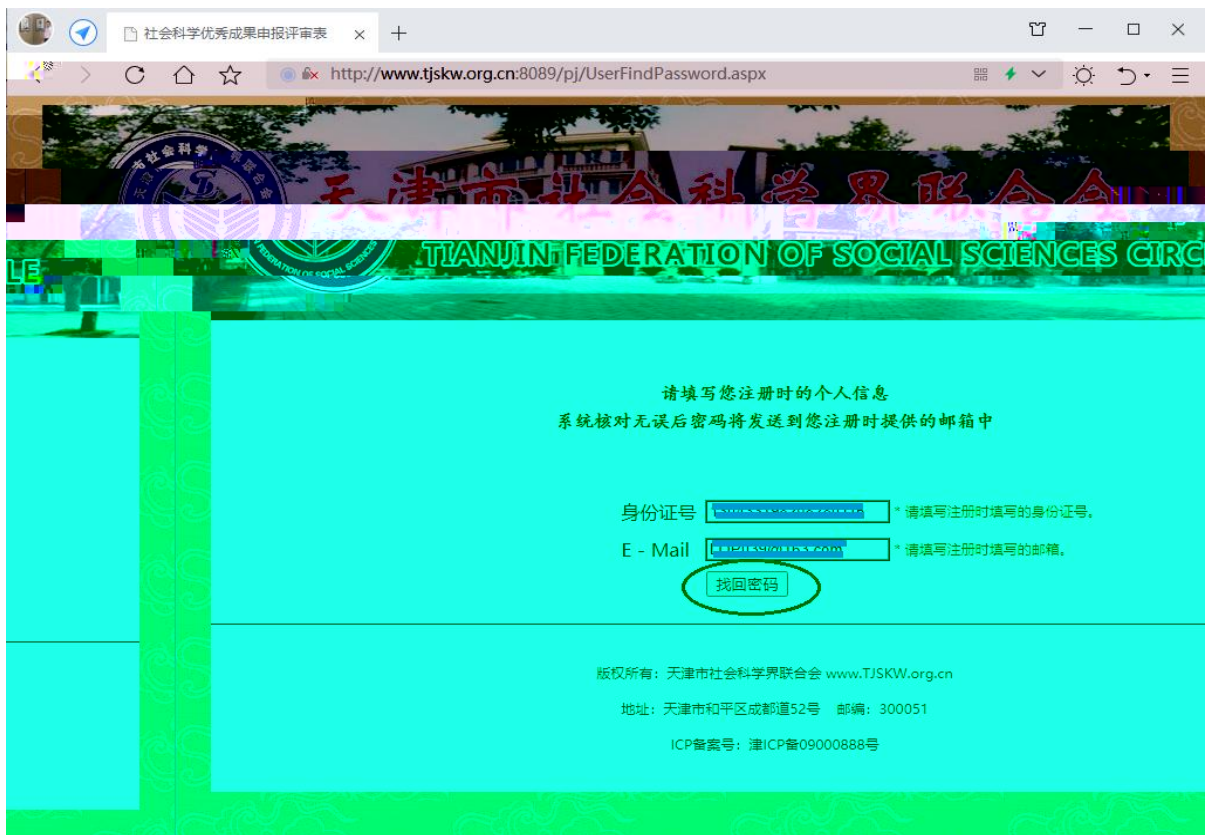 社会科学优秀成果申报评审表
http://www.tjskw.org.cn:8089/pj/UserFindPassword.aspx
天津市社会科学界联合会
TIANJIN FEDERATION OF SOCIAL SCIENCES CIRCLE
请填写您注册时的个人信息
系统核对无误后密码将发送到您注册时提供的邮箱中
身份证号 * 请填写注册时填写的身份证号。
E - Mail * 请填写注册时填写的邮箱。
找回密码
版权所有：天津市社会科学界联合会 www.TJSKW.org.cn
地址：天津市和平区成都道52号 邮编：300051
ICP备案号：津ICP备09000888号